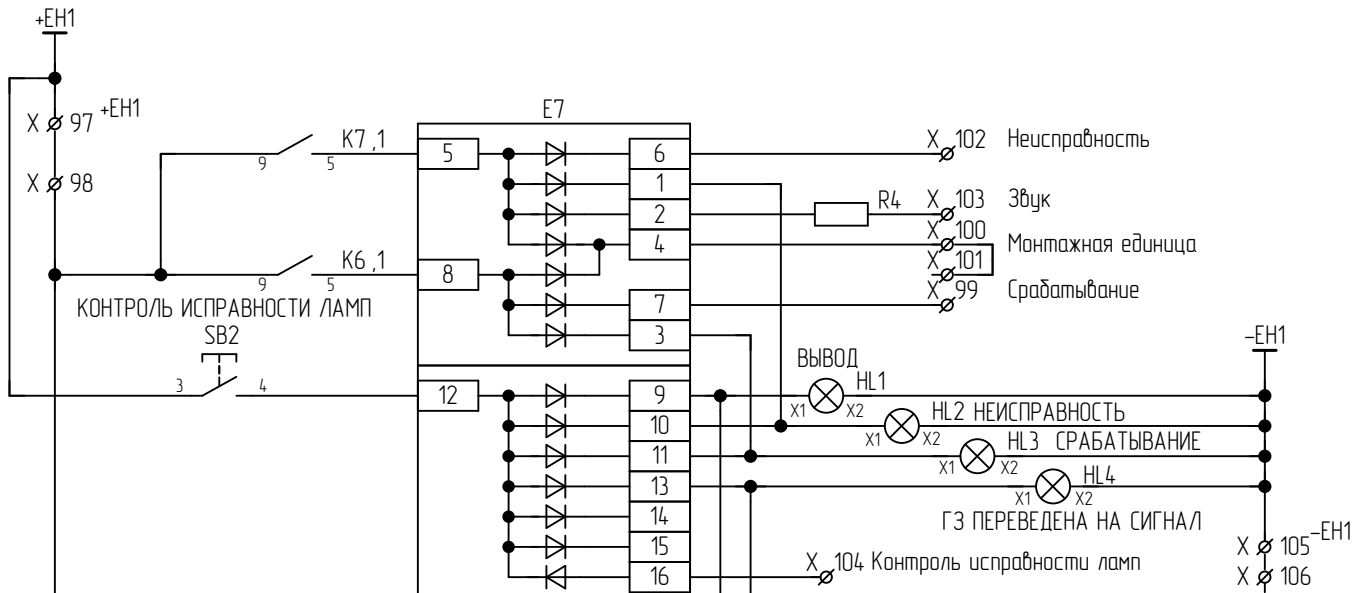 +EH1
X 97 +EH1
X 98
E7
9 5 K7,1
5
6
1
2
4
X 102 Неисправность
R4 X 103 Звук
X 100
Монтажная единица
X 101
X 99 Срабатывание
9 5 K6,1
8
7
3
КОНТРОЛЬ ИСПРАВНОСТИ ЛАМП
SB2
3 4
12
9
10
11
13
14
15
16
ВЫВОД
X1 X2 HL1
X1 X2 HL2 НЕИСПРАВНОСТЬ
X1 X2 HL3 СРАБАТЫВАНИЕ
X1 X2 HL4
ГЗ ПЕРЕВЕДЕНА НА СИГНАЛ
X 104 Контроль исправности ламп
-EH1
X 105 -EH1
X 106